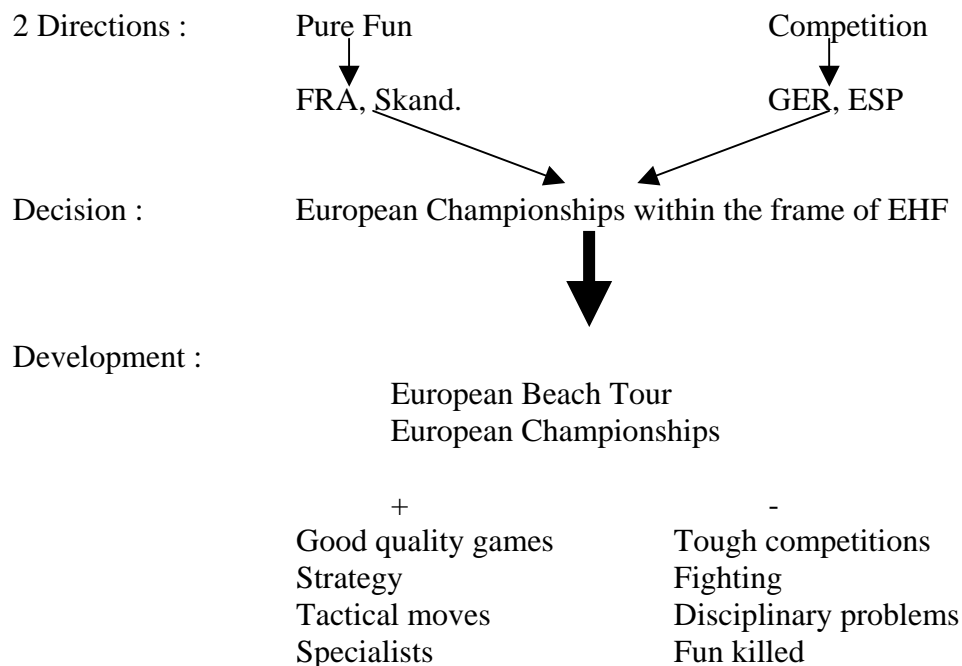 2 Directions : Pure Fun Competition
FRA, Skand. GER, ESP
Decision : European Championships within the frame of EHF
Development :
European Beach Tour
European Championships
+ -
Good quality games Tough competitions
Strategy Fighting
Tactical moves Disciplinary problems
Specialists Fun killed